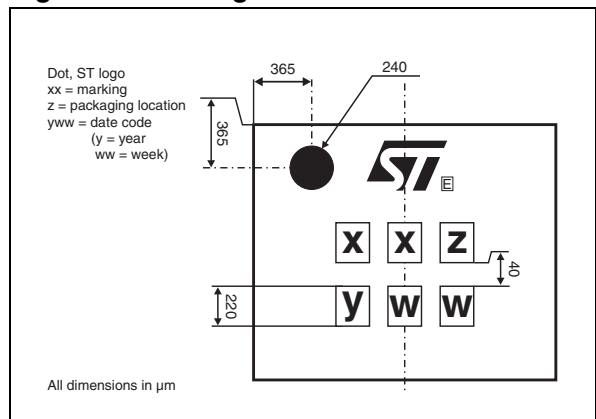 Dot, ST logo
xx = marking
z = packaging location
yww = date code
(y = year
ww = week)
365
240
365
ST
E
x x z
40
y w w
220
All dimensions in µm